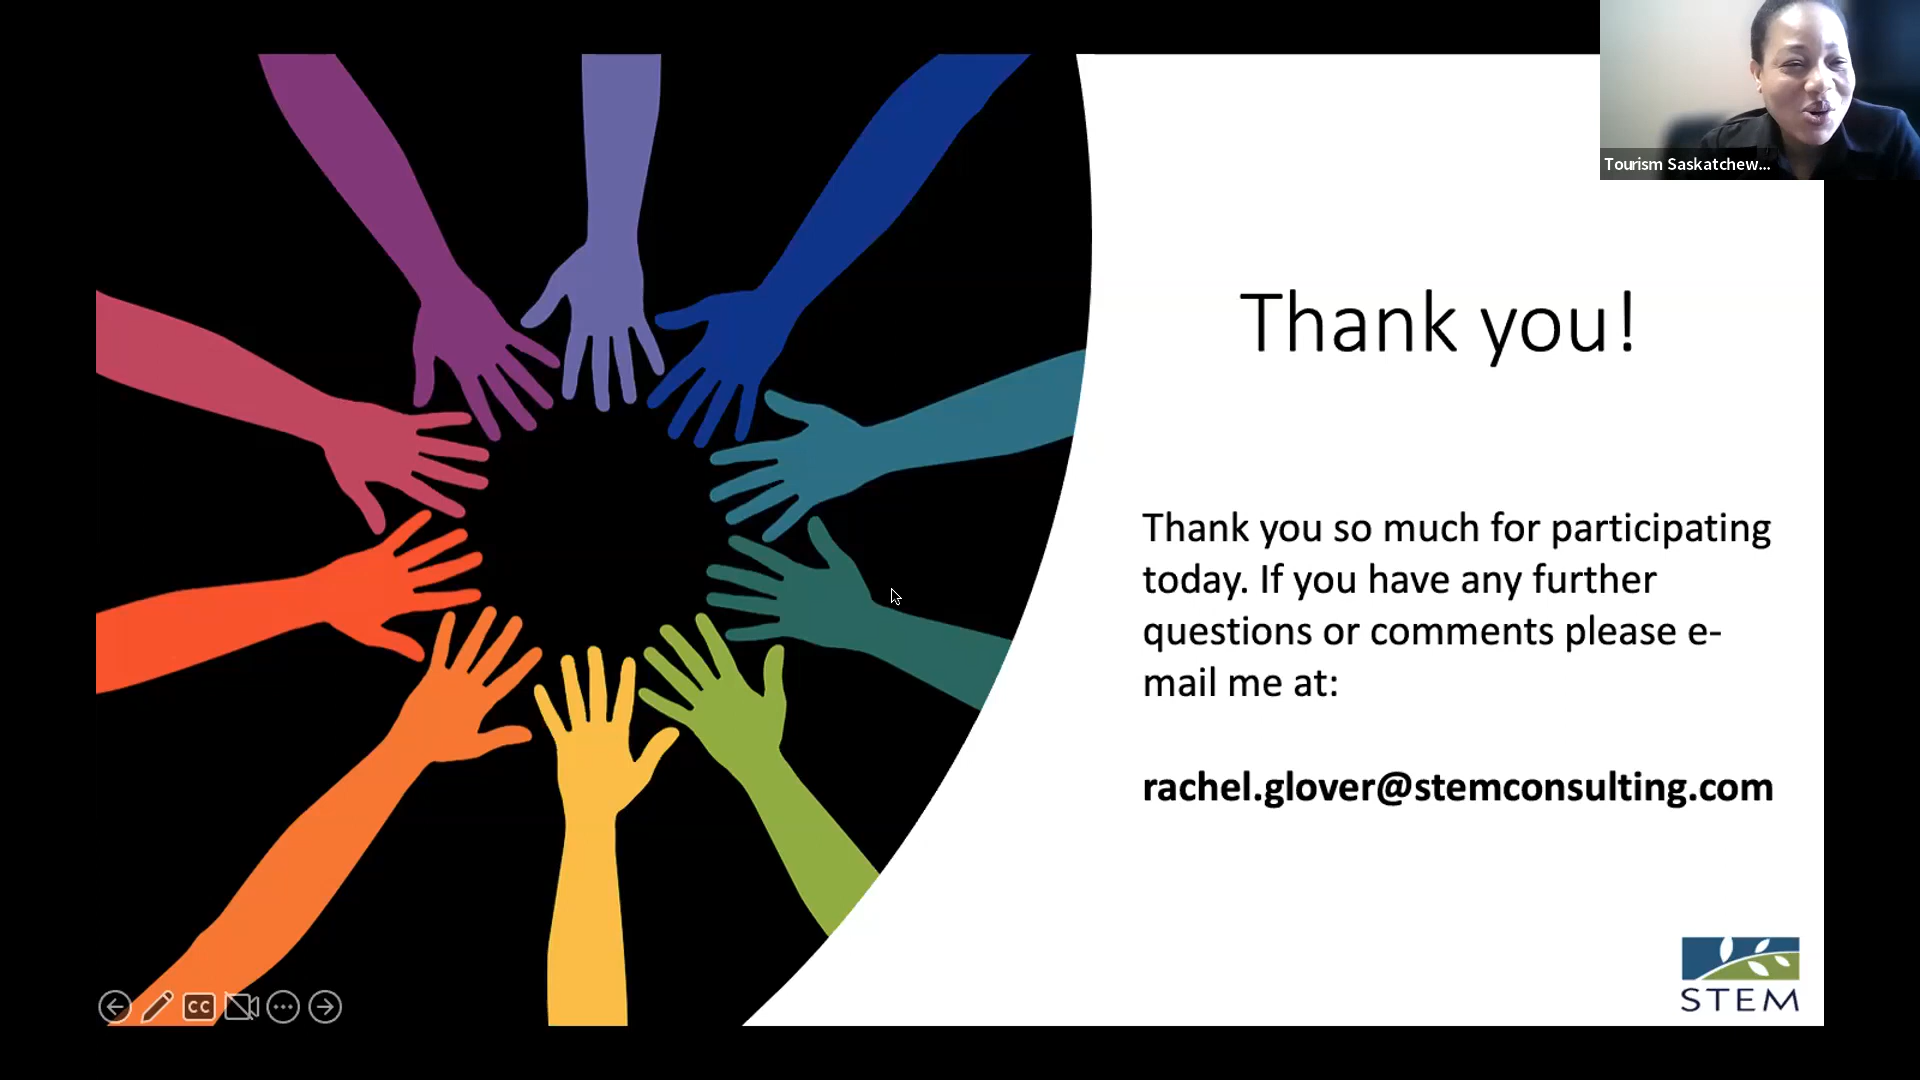 Tourism Saskatchew...
Thank you!
Thank you so much for participating
today. If you have any further
questions or comments please e-
mail me at:
rachel.glover@stemconsulting.com
STEM
CC